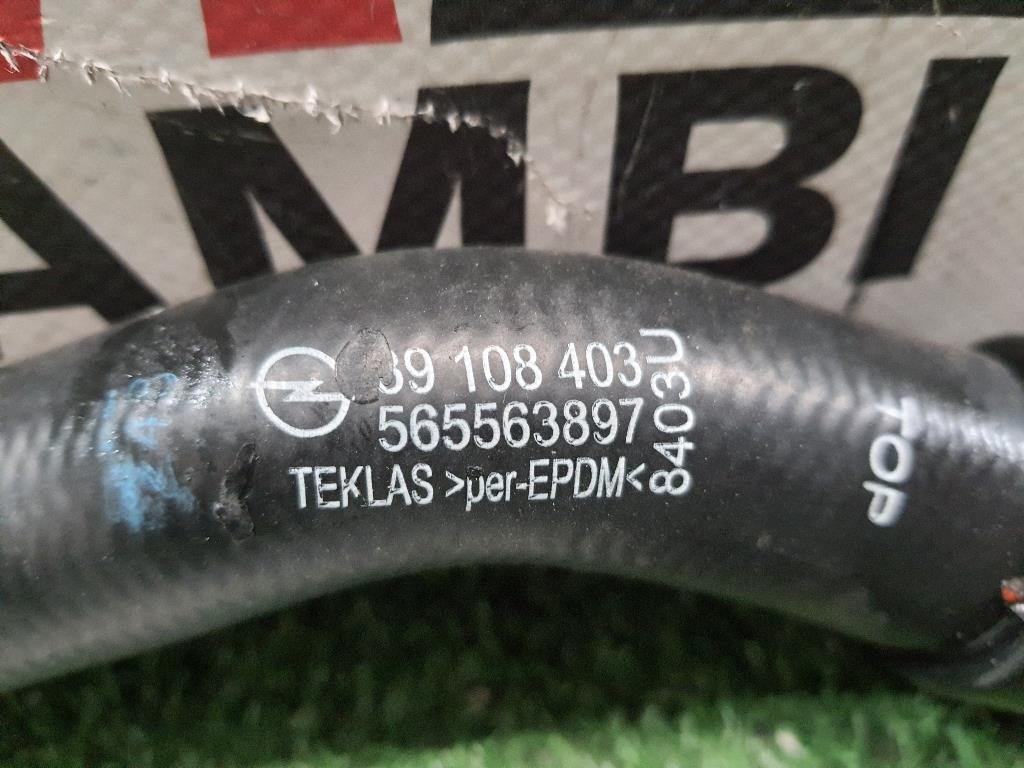 AMBI
39 108 403
565563897
TEKLAS >per-EPDM<
8403U
TOP